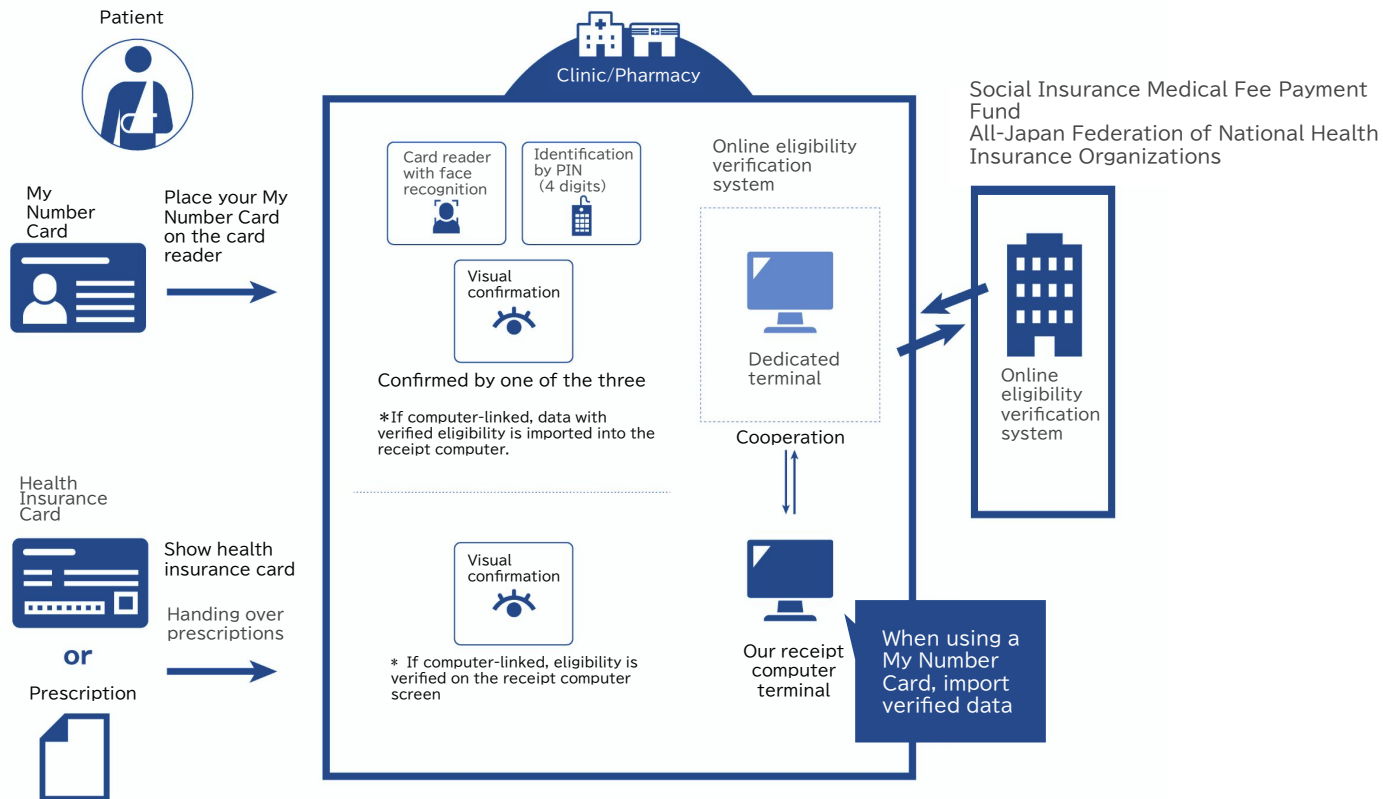 Patient
My
Number
Card
Place your My
Number Card
on the card
reader
Health
Insurance
Card
Show health
insurance card
Handing over
prescriptions
or
Prescription
Clinic/Pharmacy
Card reader
with face
recognition
Identification
by PIN
(4 digits)
Visual
confirmation
Confirmed by one of the three
*If computer-linked, data with
verified eligibility is imported into the
receipt computer.
Visual
confirmation
* If computer-linked, eligibility is
verified on the receipt computer
screen
Online eligibility
verification
system
Dedicated
terminal
Cooperation
Our receipt
computer
terminal
When using a
My Number
Card, import
verified data
Social Insurance Medical Fee Payment
Fund
All-Japan Federation of National Health
Insurance Organizations
Online
eligibility
verification
system